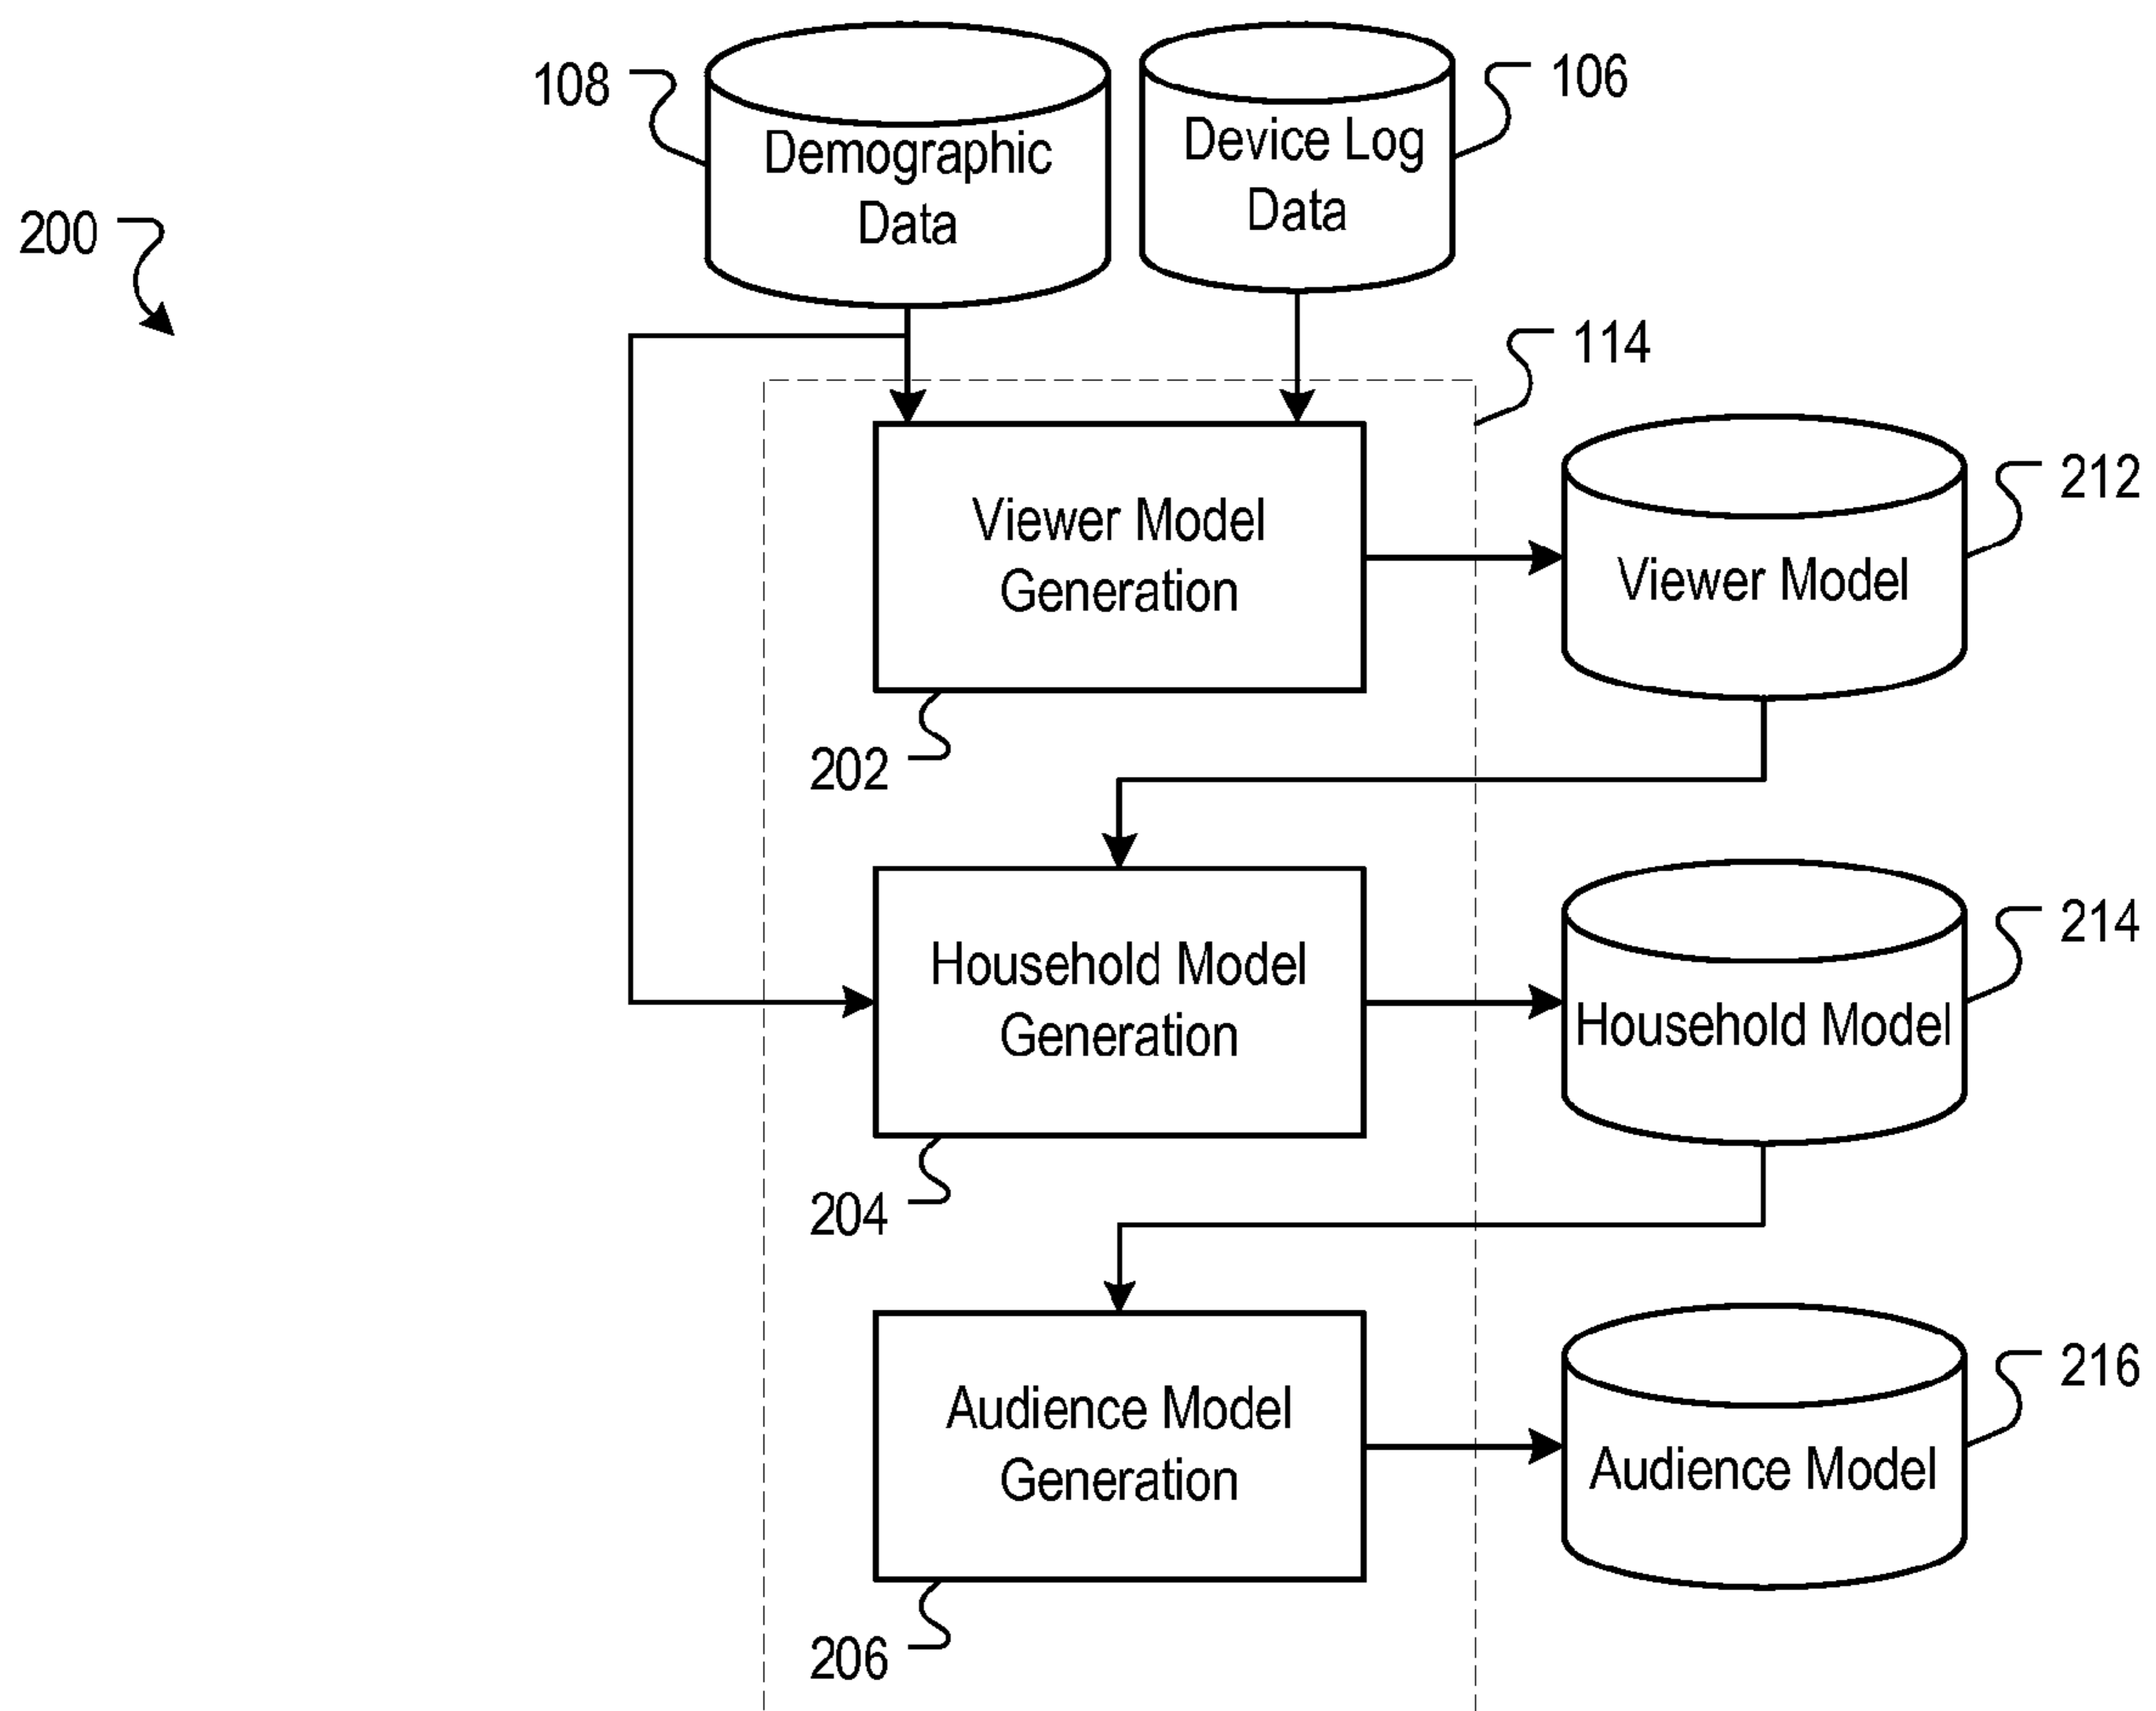 108
Demographic
Data
Device Log
Data
106
200
114
Viewer Model
Generation
202
Viewer Model
212
Household Model
Generation
204
Household Model
214
Audience Model
Generation
206
Audience Model
216